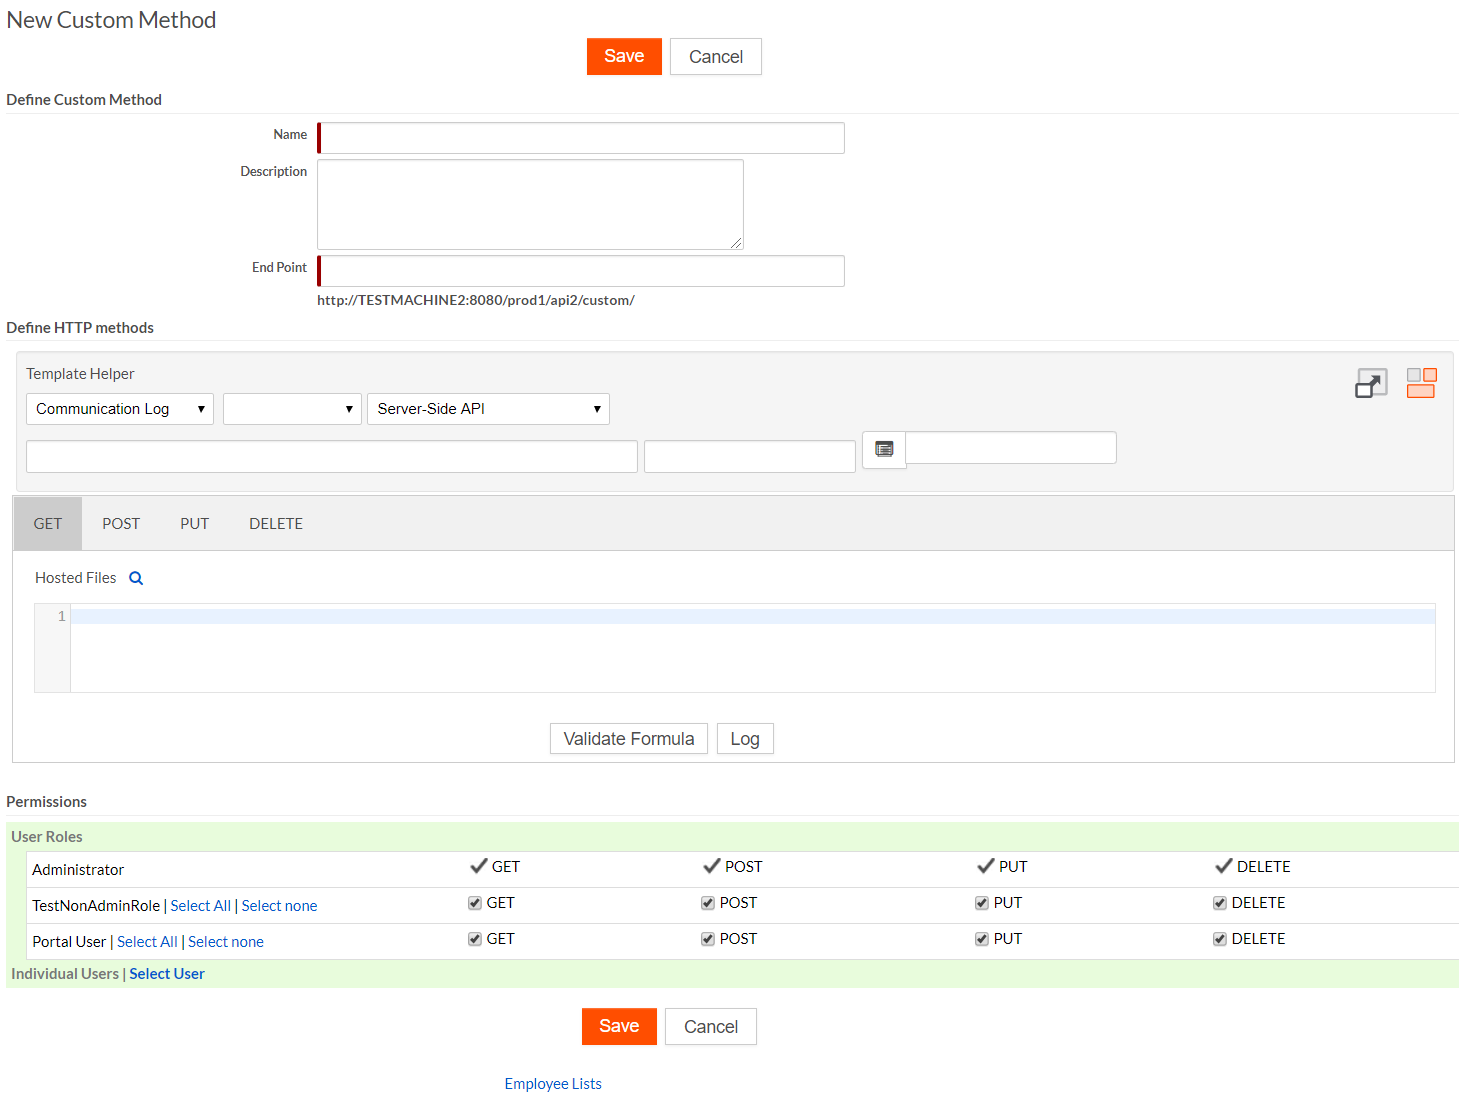 New Custom Method
Save Cancel
Define Custom Method
Name
Description
End Point
http://TESTMACHINE2:8080/prod1/api2/custom/
Define HTTP methods
Template Helper
Communication Log Server-Side API
GET POST PUT DELETE
Hosted Files
1
Validate Formula Log
Permissions
User Roles
Administrator GET POST PUT DELETE
TestNonAdminRole | Select All | Select none GET POST PUT DELETE
Portal User | Select All | Select none GET POST PUT DELETE
Individual Users | Select User
Save Cancel
Employee Lists